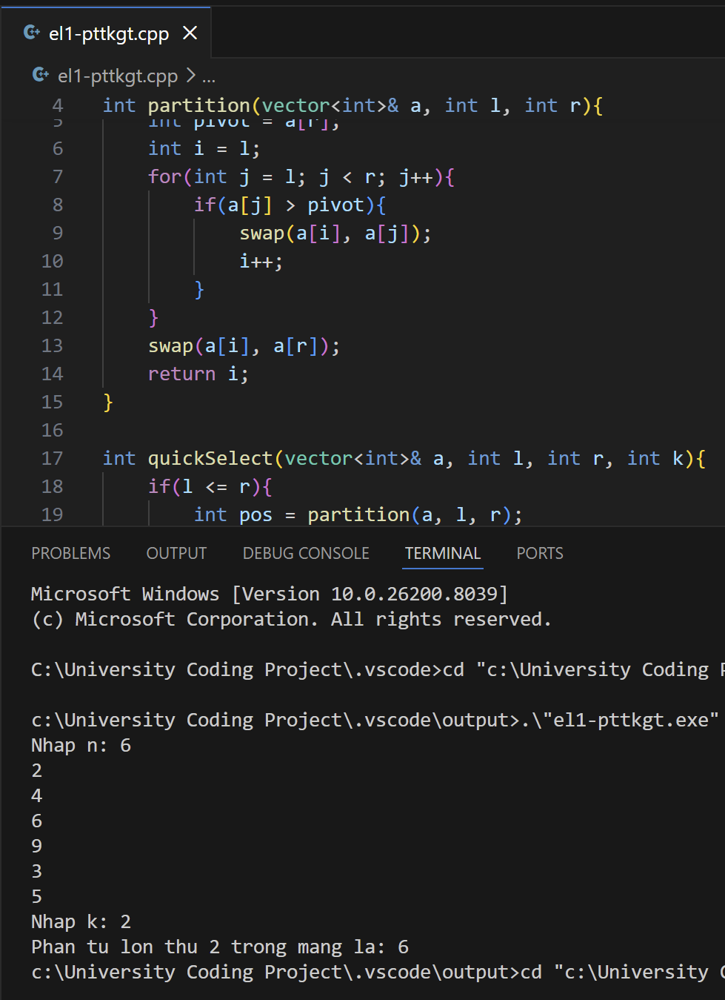 el1-pttkgt.cpp
el1-pttkgt.cpp > ...
4 int partition(vector<int>& a, int l, int r){
5 int pivot = a[r];
6 int i = l;
7 for(int j = l; j < r; j++){
8 if(a[j] > pivot){
9 swap(a[i], a[j]);
10 i++;
11 }
12 }
13 swap(a[i], a[r]);
14 return i;
15 }
16
17 int quickSelect(vector<int>& a, int l, int r, int k){
18 if(l <= r){
19 int pos = partition(a, l, r);
PROBLEMS OUTPUT DEBUG CONSOLE TERMINAL PORTS
Microsoft Windows [Version 10.0.26200.8039]
(c) Microsoft Corporation. All rights reserved.
C:\University Coding Project\.vscode>cd "c:\University Coding P
c:\University Coding Project\.vscode\output>.\"el1-pttkgt.exe"
Nhap n: 6
2
4
6
9
3
5
Nhap k: 2
Phan tu lon thu 2 trong mang la: 6
c:\University Coding Project\.vscode\output>cd "c:\University C